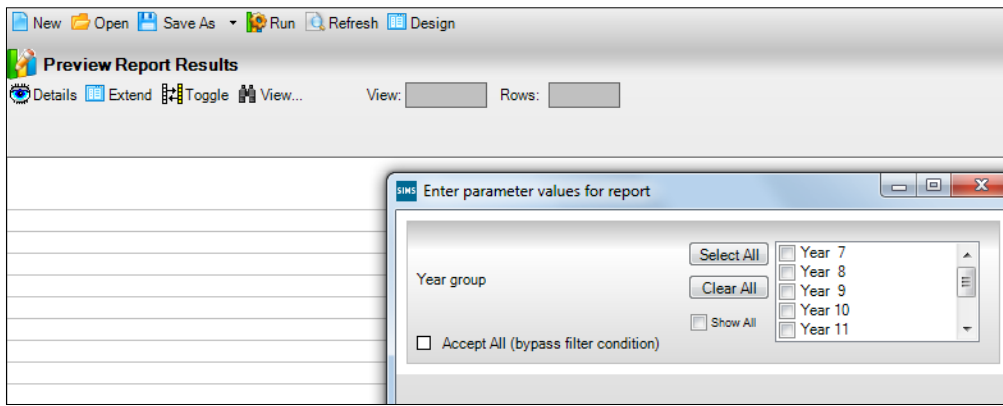 New Open Save As Run Refresh Design
Preview Report Results
Details Extend Toggle View... View: Rows:
SIMS Enter parameter values for report
Year group
Select All
Clear All
Show All
Year 7
Year 8
Year 9
Year 10
Year 11
Accept All (bypass filter condition)